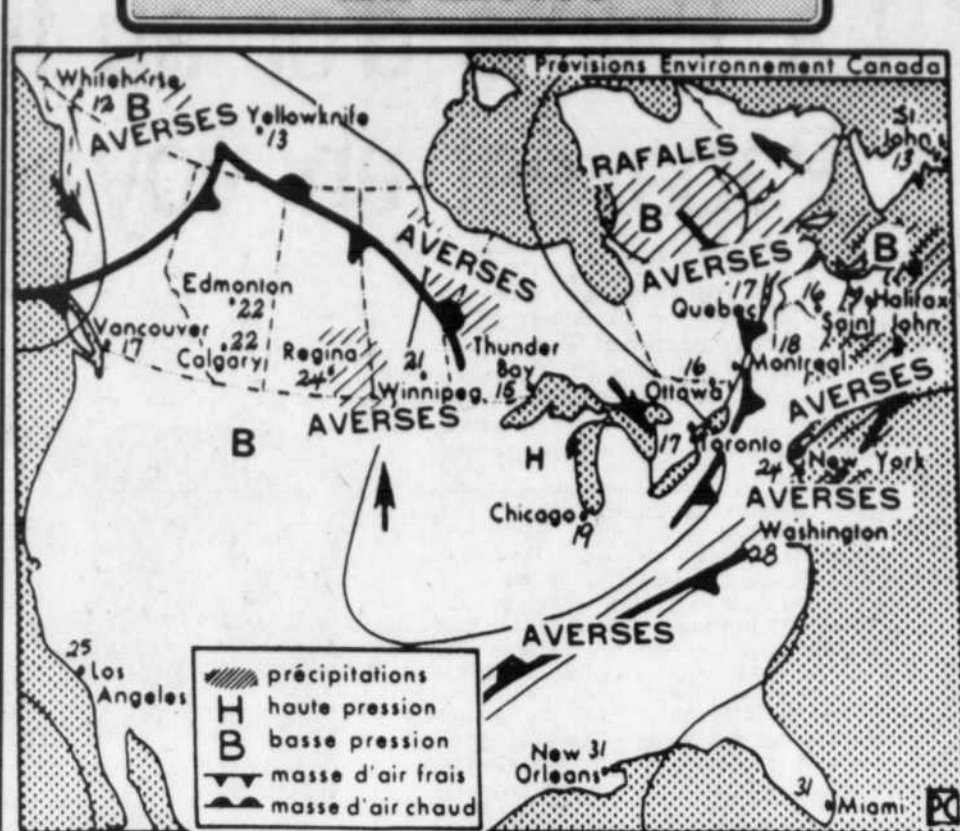 Prévisions Environnement Canada
Whitehorse
12
B
AVERSES
Yellowknife
13
RAFALES
St
John's
13
B
AVERSES
B
AVERSES
Edmonton
22
Vancouver
17
22
Calgary
Regina
24
21
Winnipeg
Thunder
Bay
15
AVERSES
17
Quebec
16
Halifax
Saint John
18
Montreal
16
Ottawa
AVERSES
17
Toronto
24
New York
AVERSES
Washington
28
B
H
Chicago
19
AVERSES
25
Los
Angeles
précipitations
H haute pression
B basse pression
masse d'air frais
masse d'air chaud
New 31
Orleans
31
Miami
PC